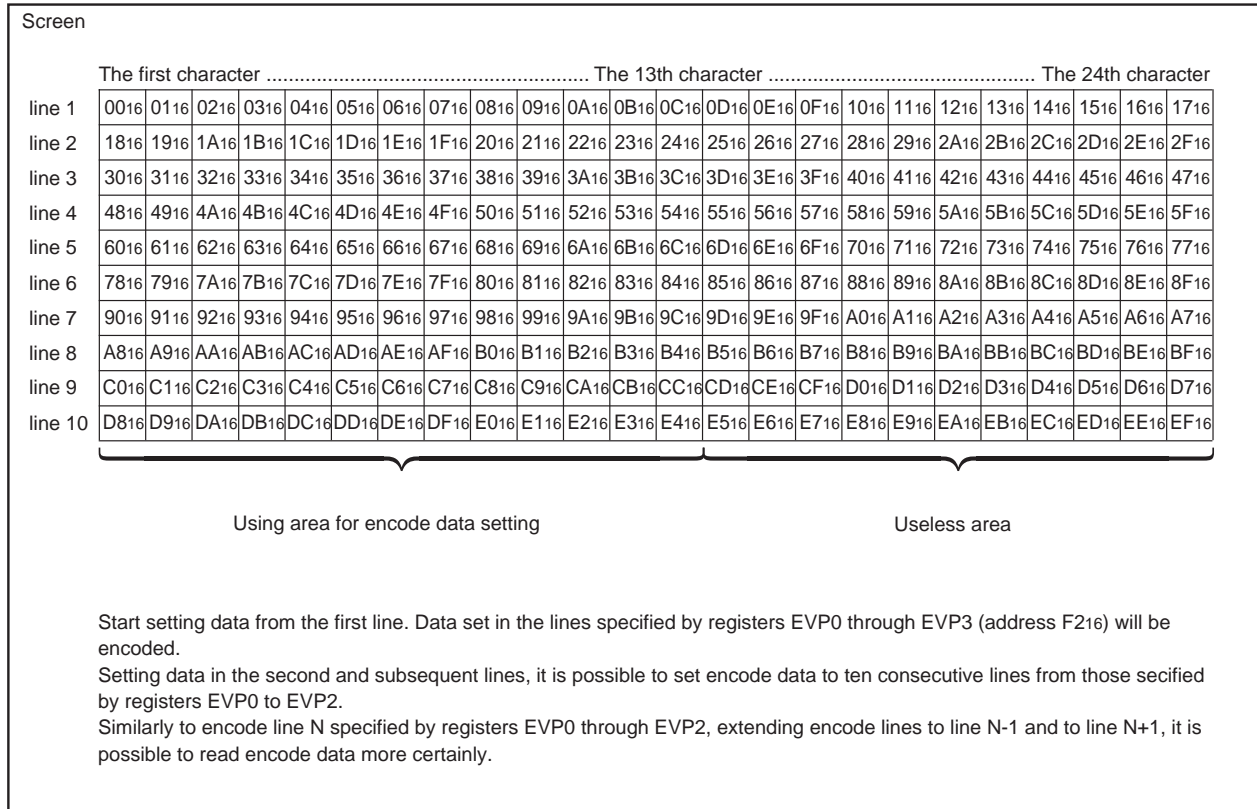 Screen
The first character ........................................................ The 13th character .............................................. The 24th character
line 1 0016 0116 0216 0316 0416 0516 0616 0716 0816 0916 0A16 0B16 0C16 0D16 0E16 0F16 1016 1116 1216 1316 1416 1516 1616 1716
line 2 1816 1916 1A16 1B16 1C16 1D16 1E16 1F16 2016 2116 2216 2316 2416 2516 2616 2716 2816 2916 2A16 2B16 2C16 2D16 2E16 2F16
line 3 3016 3116 3216 3316 3416 3516 3616 3716 3816 3916 3A16 3B16 3C16 3D16 3E16 3F16 4016 4116 4216 4316 4416 4516 4616 4716
line 4 4816 4916 4A16 4B16 4C16 4D16 4E16 4F16 5016 5116 5216 5316 5416 5516 5616 5716 5816 5916 5A16 5B16 5C16 5D16 5E16 5F16
line 5 6016 6116 6216 6316 6416 6516 6616 6716 6816 6916 6A16 6B16 6C16 6D16 6E16 6F16 7016 7116 7216 7316 7416 7516 7616 7716
line 6 7816 7916 7A16 7B16 7C16 7D16 7E16 7F16 8016 8116 8216 8316 8416 8516 8616 8716 8816 8916 8A16 8B16 8C16 8D16 8E16 8F16
line 7 9016 9116 9216 9316 9416 9516 9616 9716 9816 9916 9A16 9B16 9C16 9D16 9E16 9F16 A016 A116 A216 A316 A416 A516 A616 A716
line 8 A816 A916 AA16 AB16 AC16 AD16 AE16 AF16 B016 B116 B216 B316 B416 B516 B616 B716 B816 B916 BA16 BB16 BC16 BD16 BE16 BF16
line 9 C016 C116 C216 C316 C416 C516 C616 C716 C816 C916 CA16 CB16 CC16 CD16 CE16 CF16 D016 D116 D216 D316 D416 D516 D616 D716
line 10 D816 D916 DA16 DB16 DC16 DD16 DE16 DF16 E016 E116 E216 E316 E416 E516 E616 E716 E816 E916 EA16 EB16 EC16 ED16 EE16 EF16
Using area for encode data setting Useless area
Start setting data from the first line. Data set in the lines specified by registers EVP0 through EVP3 (address F216) will be
encoded.
Setting data in the second and subsequent lines, it is possible to set encode data to ten consecutive lines from those secified
by registers EVP0 to EVP2.
Similarly to encode line N specified by registers EVP0 through EVP2, extending encode lines to line N-1 and to line N+1, it is
possible to read encode data more certainly.